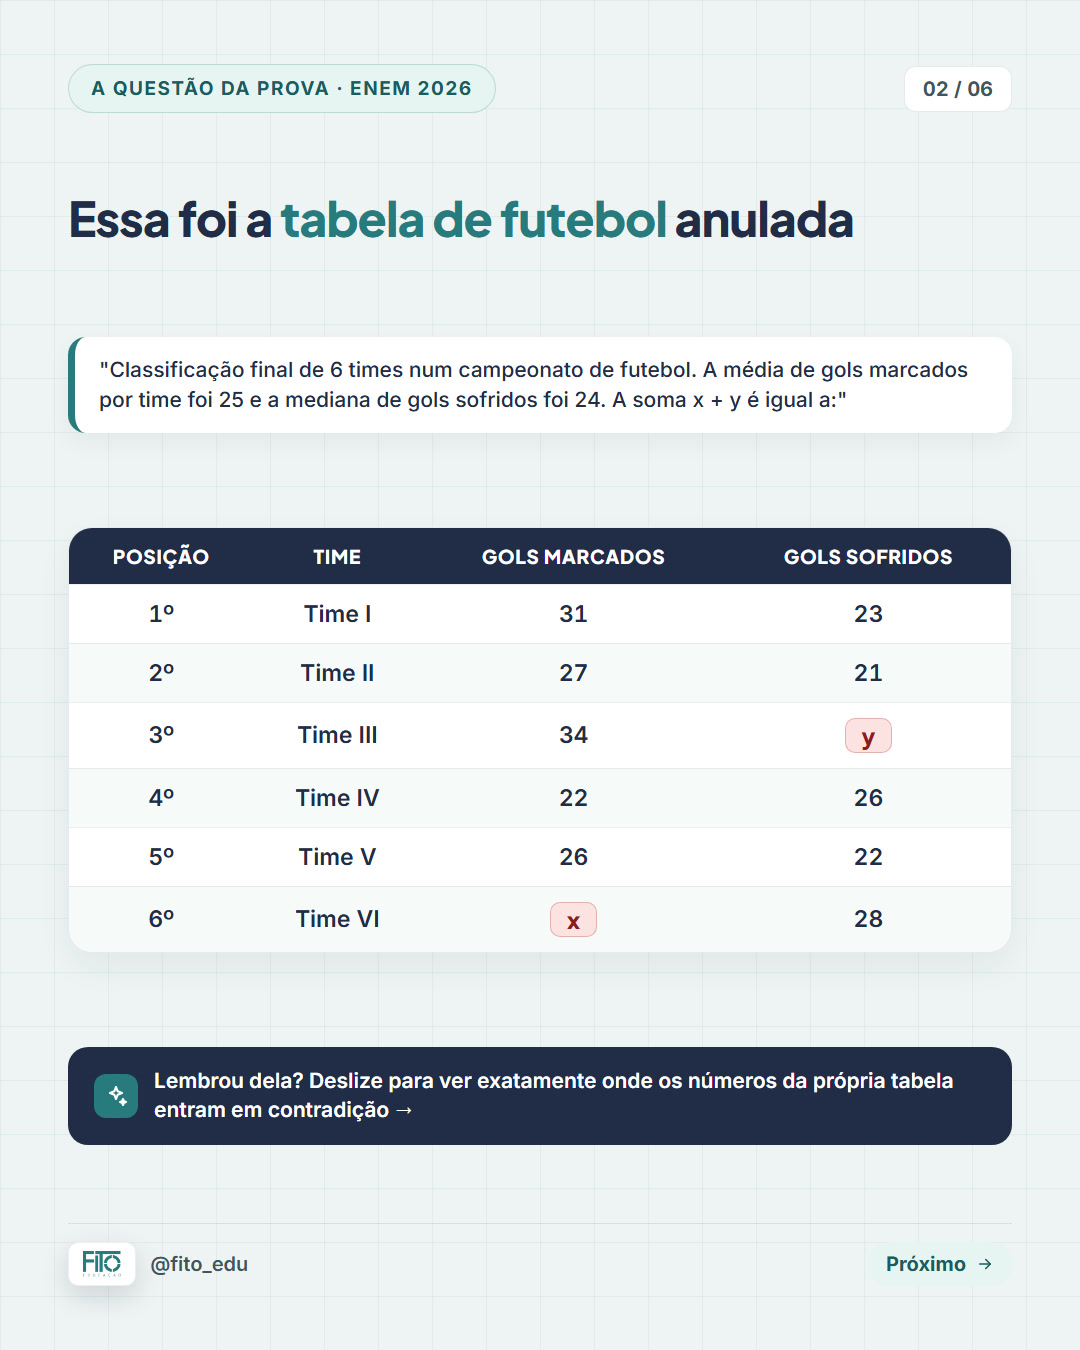 A QUESTÃO DA PROVA · ENEM 2026
02 / 06
Essa foi a tabela de futebol anulada
"Classificação final de 6 times num campeonato de futebol. A média de gols marcados
por time foi 25 e a mediana de gols sofridos foi 24. A soma x + y é igual a:"
POSIÇÃO TIME GOLS MARCADOS GOLS SOFRIDOS
1º Time I 31 23
2º Time II 27 21
3º Time III 34 y
4º Time IV 22 26
5º Time V 26 22
6º Time VI x 28
Lembrou dela? Deslize para ver exatamente onde os números da própria tabela
entram em contradição →
FITO
EDUCAÇÃO
@fito_edu
Próximo →